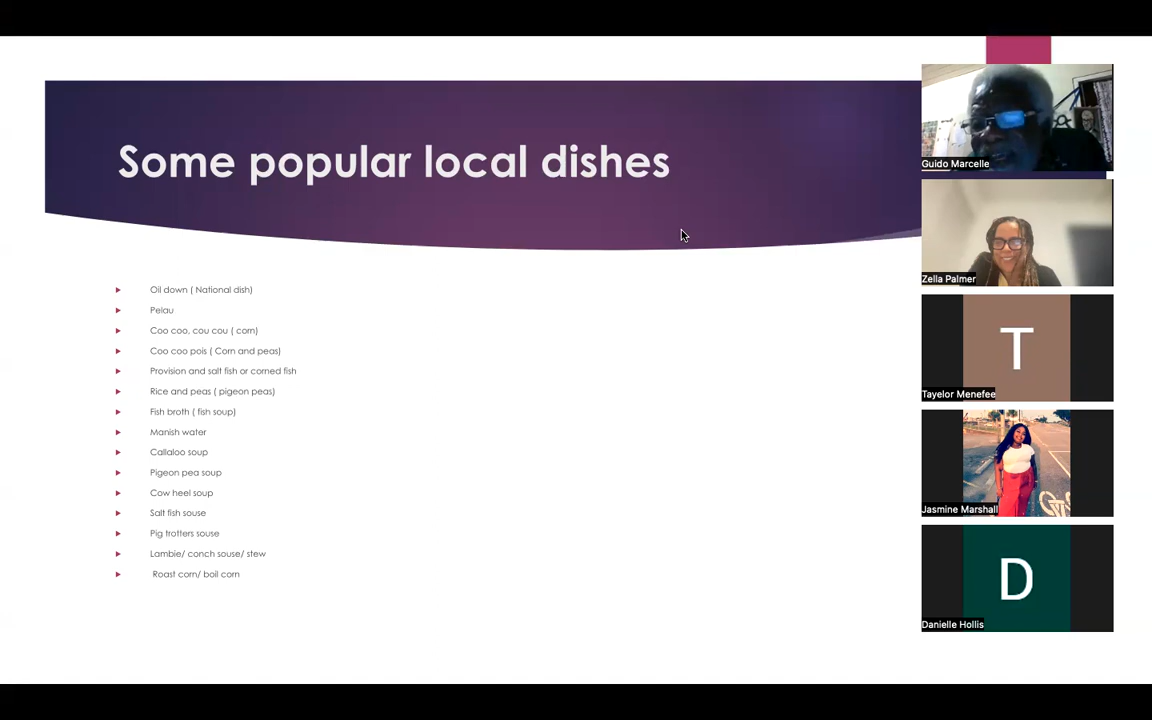 Some popular local dishes
Oil down ( National dish)
Pelau
Coo coo, cou cou ( corn)
Coo coo pois ( Corn and peas)
Provision and salt fish or corned fish
Rice and peas ( pigeon peas)
Fish broth ( fish soup)
Manish water
Callaloo soup
Pigeon pea soup
Cow heel soup
Salt fish souse
Pig trotters souse
Lambie/ conch souse/ stew
Roast corn/ boil corn
Guido Marcelle
Zella Palmer
T
Tayelor Menefee
Jasmine Marshall
D
Danielle Hollis